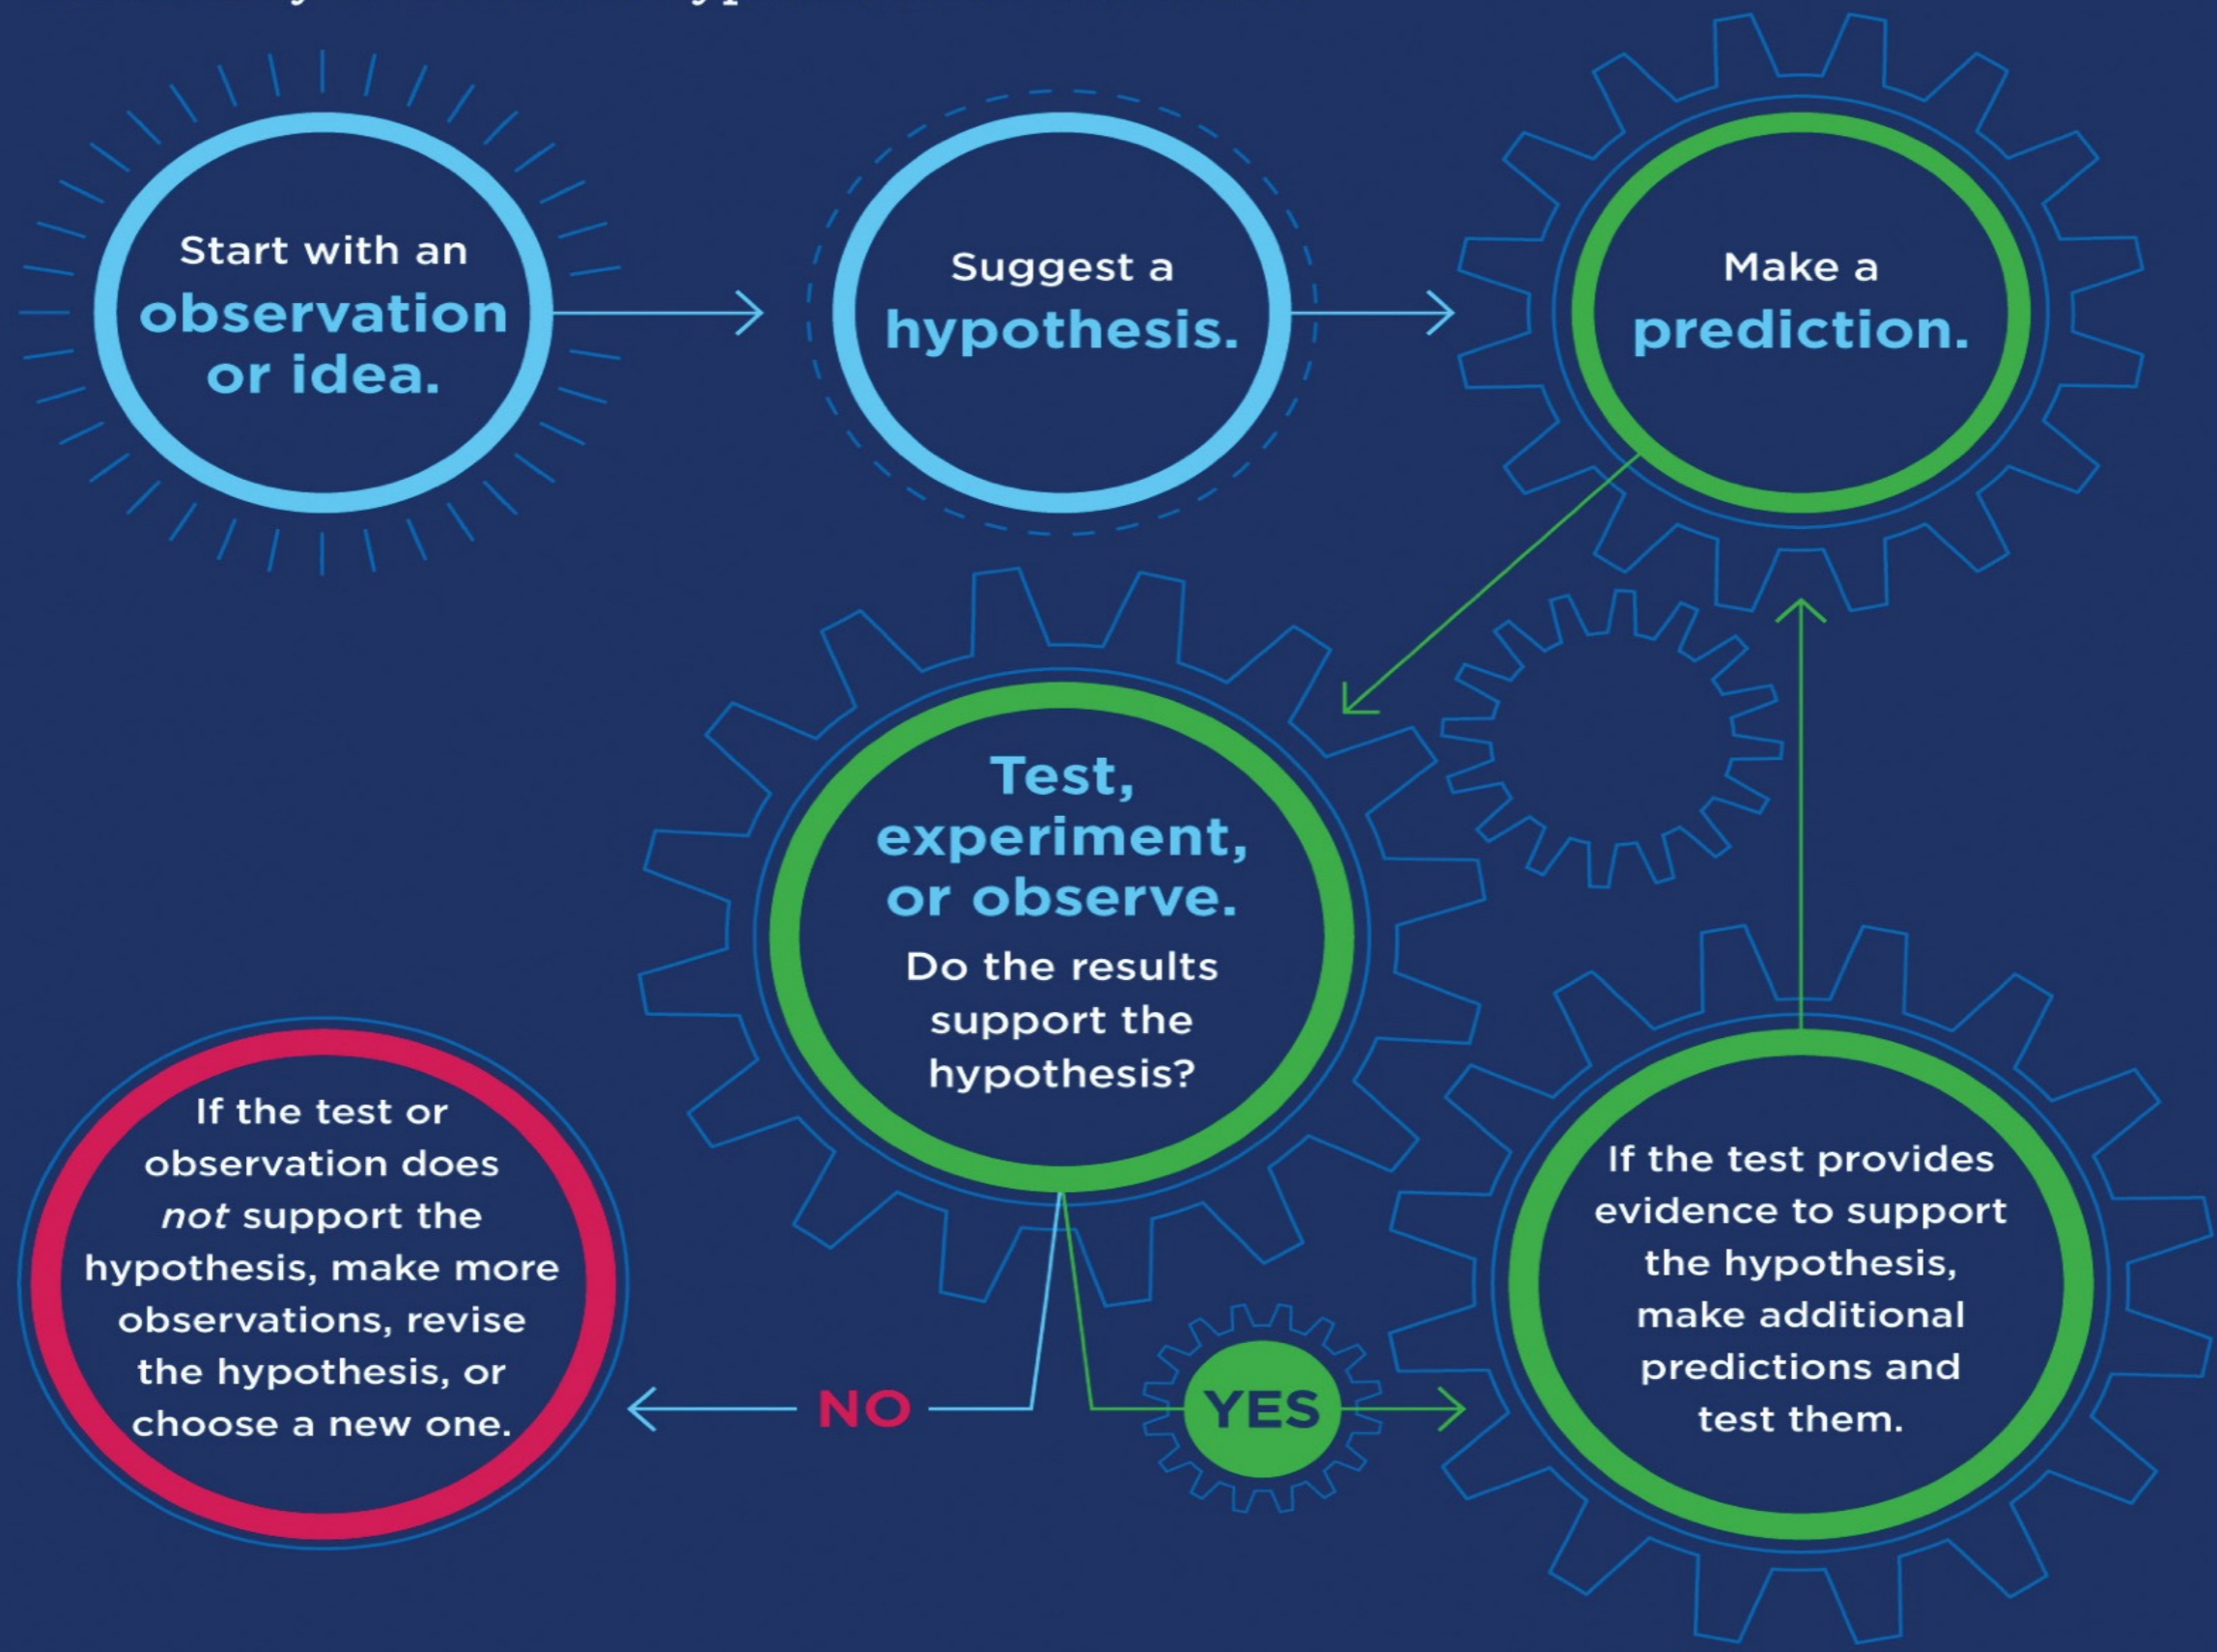 Start with an
observation
or idea.
Suggest a
hypothesis.
Make a
prediction.
Test,
experiment,
or observe.
Do the results
support the
hypothesis?
If the test or
observation does
not support the
hypothesis, make more
observations, revise
the hypothesis, or
choose a new one.
NO
YES
If the test provides
evidence to support
the hypothesis,
make additional
predictions and
test them.